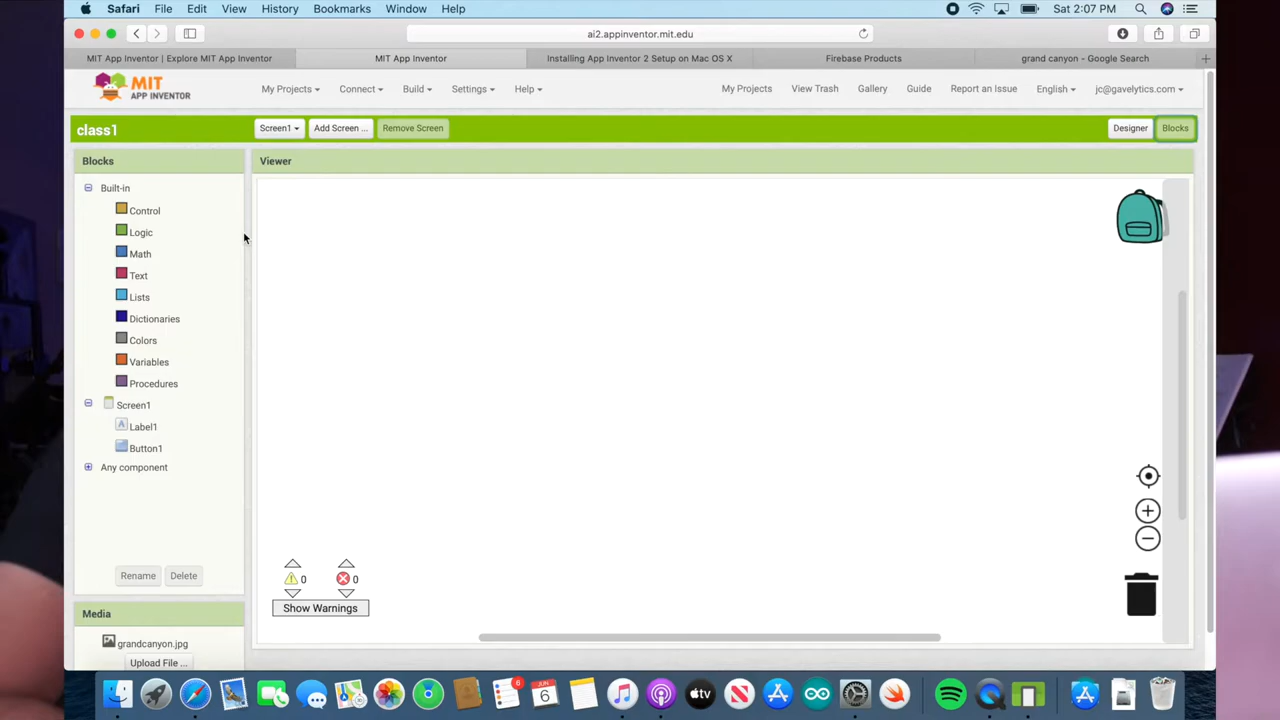 Safari File Edit View History Bookmarks Window Help Sat 2:07 PM
ai2.appinventor.mit.edu
MIT App Inventor | Explore MIT App Inventor MIT App Inventor Installing App Inventor 2 Setup on Mac OS X Firebase Products grand canyon - Google Search
MIT
APP INVENTOR
My Projects Connect Build Settings Help My Projects View Trash Gallery Guide Report an Issue English jc@gavelytics.com
class1 Screen1 Add Screen ... Remove Screen Designer Blocks
Blocks Viewer
Built-in
Control
Logic
Math
Text
Lists
Dictionaries
Colors
Variables
Procedures
Screen1
A Label1
Button1
Any component
Rename Delete
0 0
Show Warnings
Media
grandcanyon.jpg
Upload File ...
6
JUN
6
tv